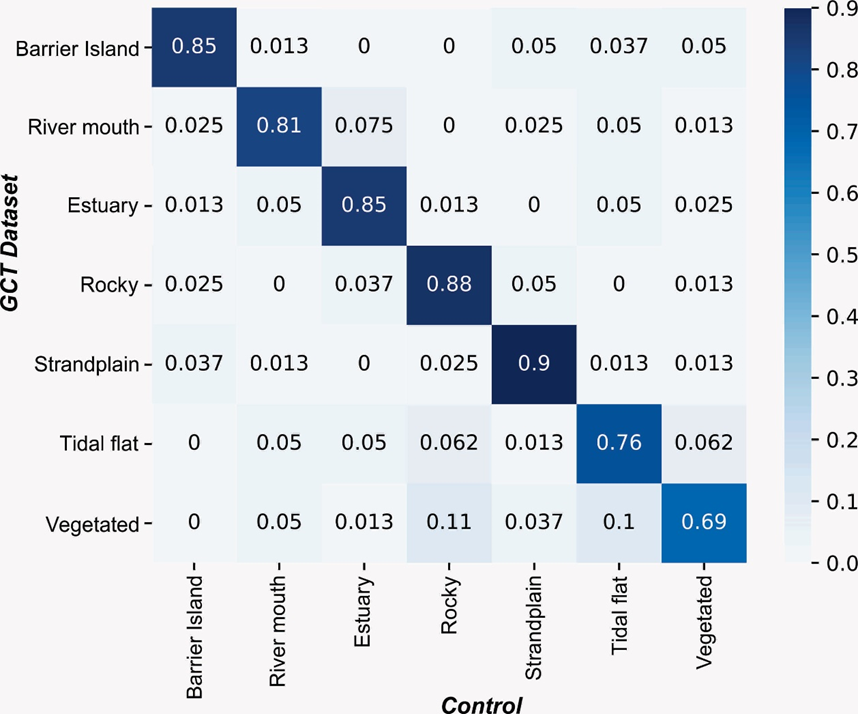 Barrier Island 0.85 0.013 0 0 0.05 0.037 0.05
River mouth 0.025 0.81 0.075 0 0.025 0.05 0.013
Estuary 0.013 0.05 0.85 0.013 0 0.05 0.025
Rocky 0.025 0 0.037 0.88 0.05 0 0.013
Strandplain 0.037 0.013 0 0.025 0.9 0.013 0.013
Tidal flat 0 0.05 0.05 0.062 0.013 0.76 0.062
Vegetated 0 0.05 0.013 0.11 0.037 0.1 0.69
GCT Dataset
Barrier Island River mouth Estuary Rocky Strandplain Tidal flat Vegetated
Control
0.9
0.8
0.7
0.6
0.5
0.4
0.3
0.2
0.1
0.0